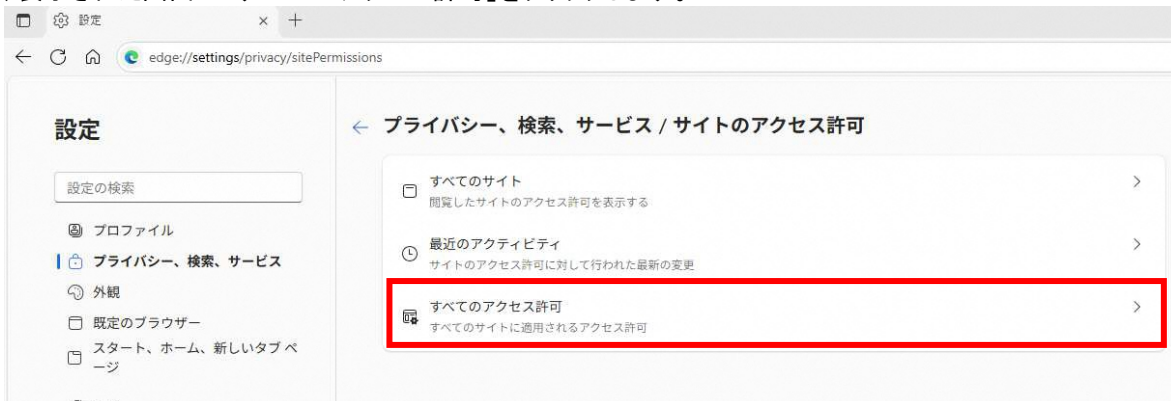 設定
edge://settings/privacy/sitePermissions
設定
← プライバシー、検索、サービス / サイトのアクセス許可
設定の検索
プロファイル
プライバシー、検索、サービス
外観
既定のブラウザー
スタート、ホーム、新しいタブ ペ
ージ
すべてのサイト
閲覧したサイトのアクセス許可を表示する
最近のアクティビティ
サイトのアクセス許可に対して行われた最新の変更
すべてのアクセス許可
すべてのサイトに適用されるアクセス許可